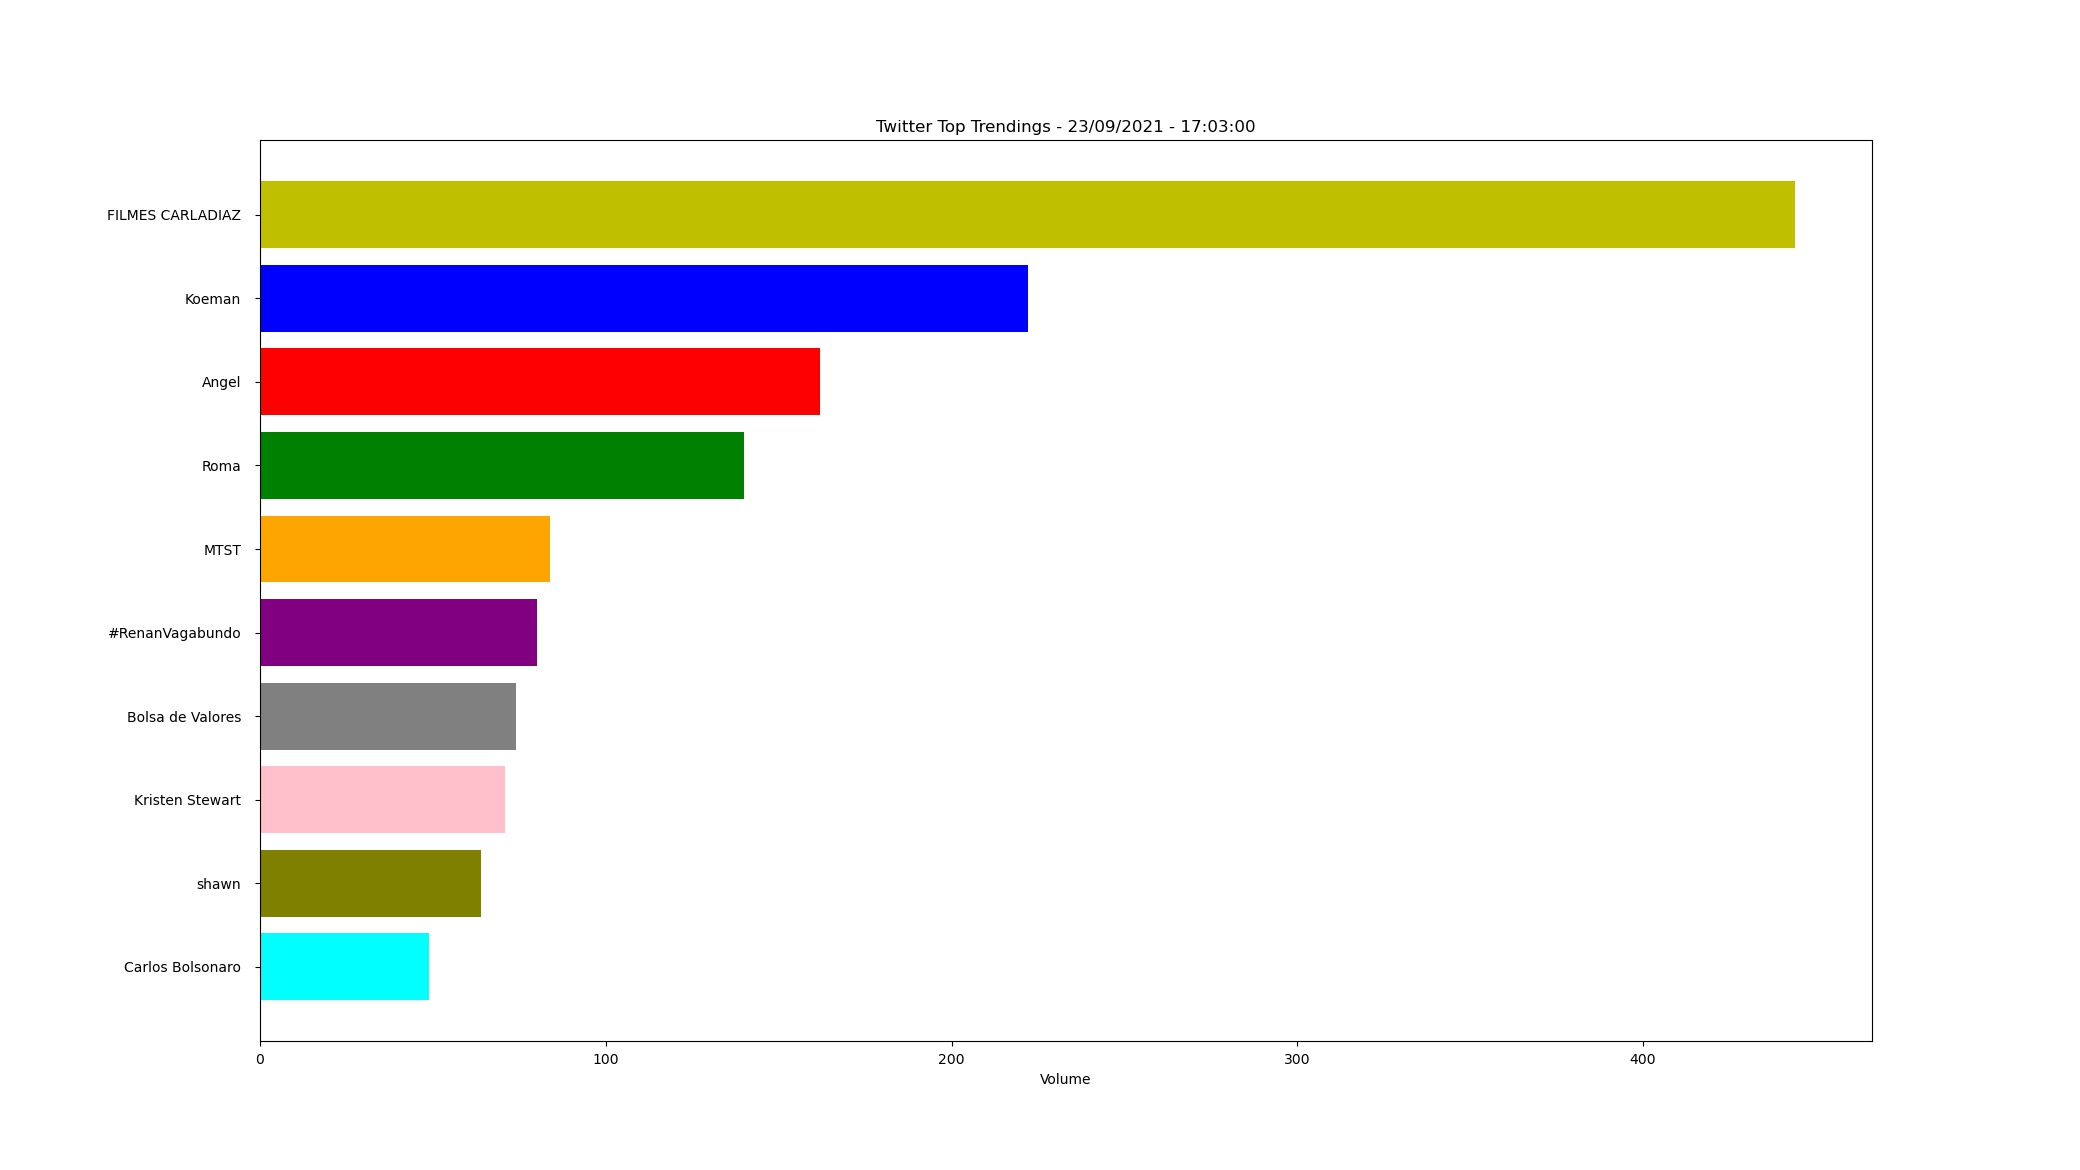 Twitter Top Trendings - 23/09/2021 - 17:03:00
FILMES CARLADIAZ
Koeman
Angel
Roma
MTST
#RenanVagabundo
Bolsa de Valores
Kristen Stewart
shawn
Carlos Bolsonaro
0 100 200 300 400
Volume